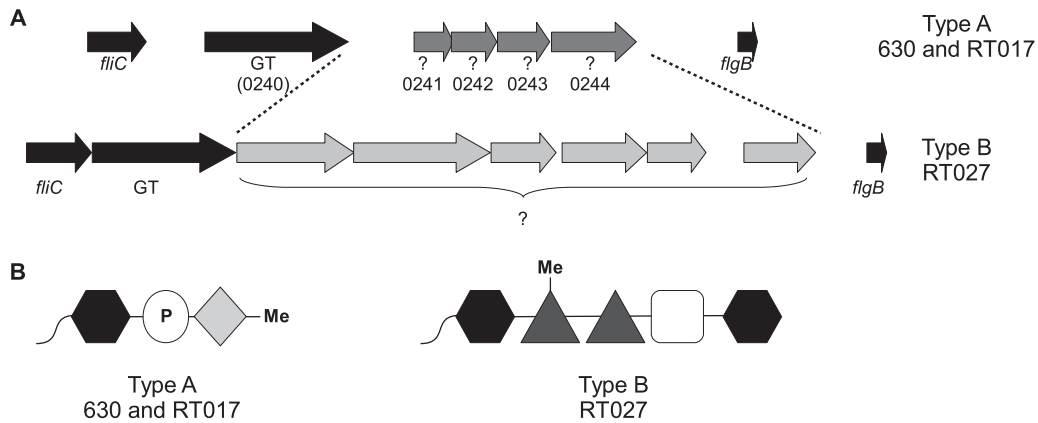 A
Type A
630 and RT017
fliC
GT
(0240)
? ? ? ?
0241 0242 0243 0244
flgB
Type B
RT027
fliC GT flgB
?
B
Me
P
Me
Type A
630 and RT017
Type B
RT027